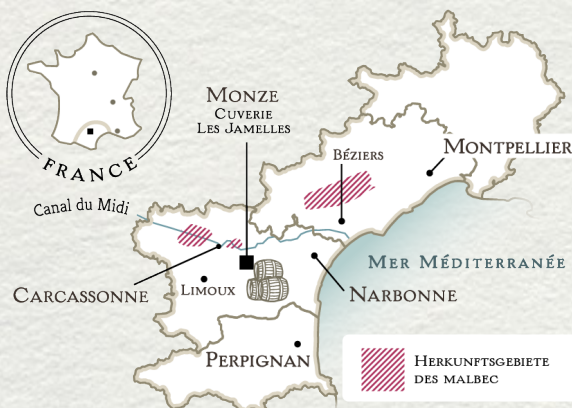 FRANCE
MONZE
CUVERIE
LES JAMELLES
BÉZIERS
MONTPELLIER
Canal du Midi
MER MÉDITERRANÉE
CARCASSONNE
LIMOUX
NARBONNE
PERPIGNAN
HERKUNFTSGEBIETE
DES MALBEC